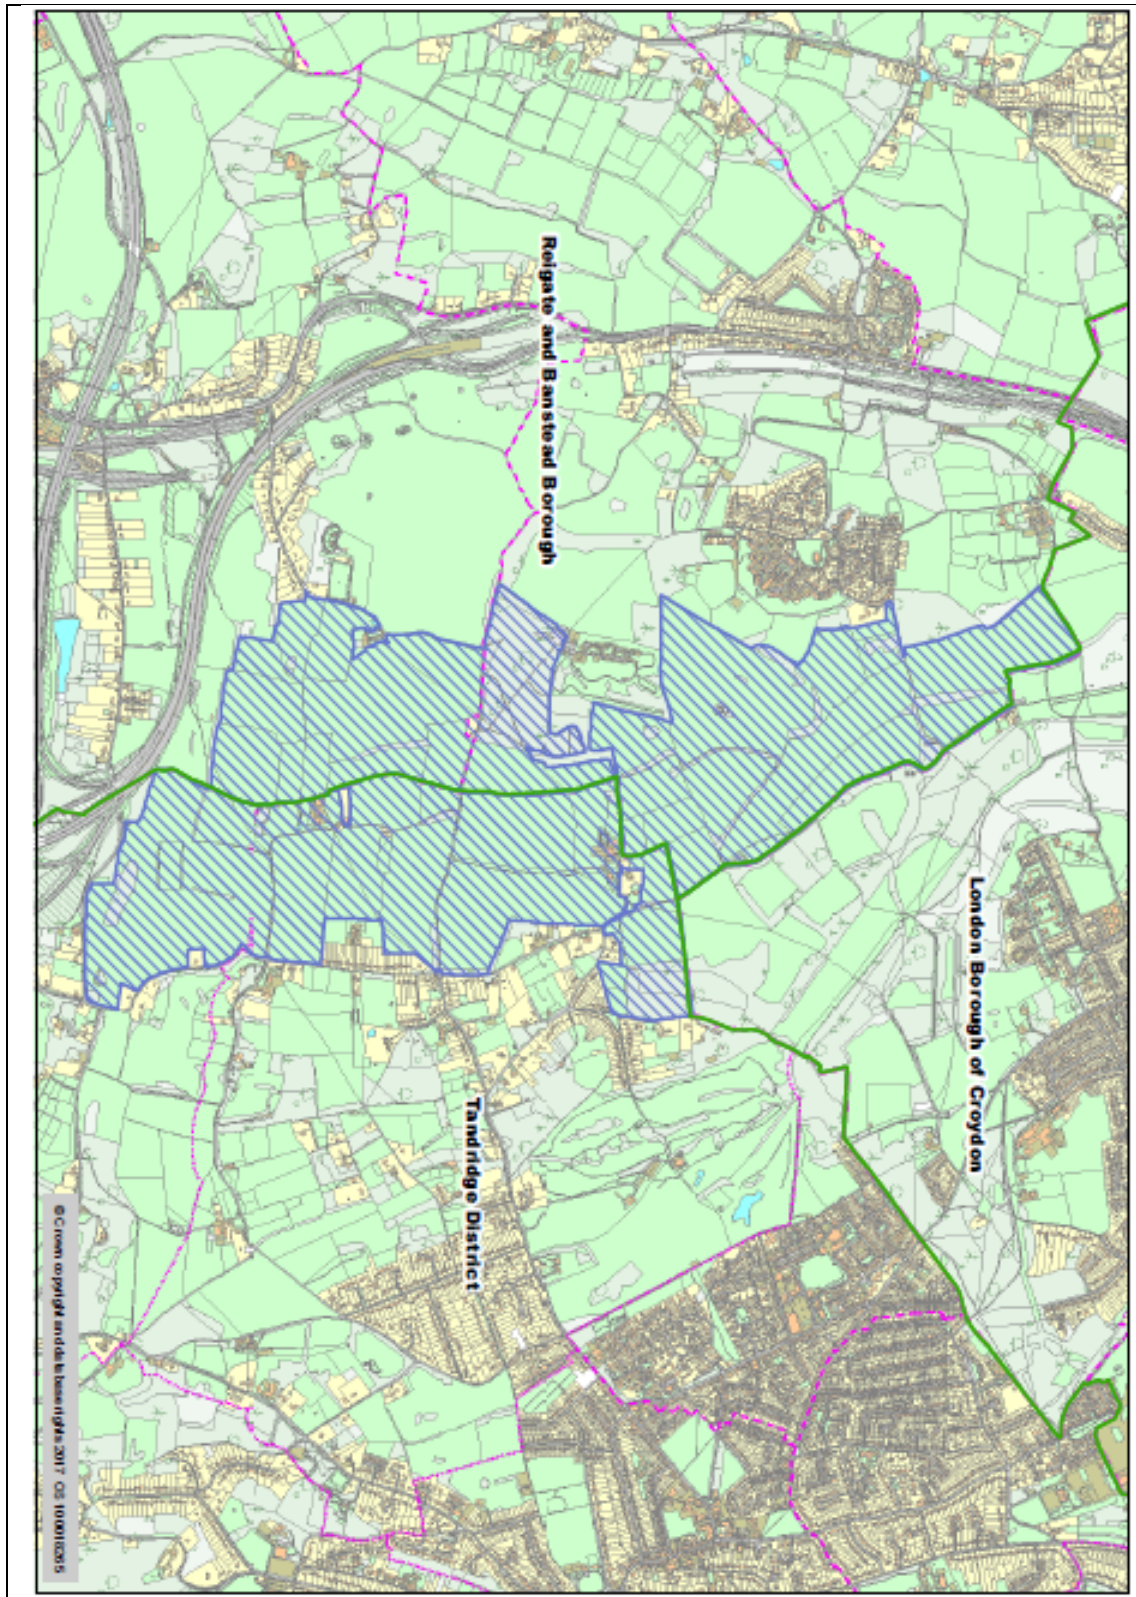 Reigate and Banstead Borough
London Borough of Croydon
Tandridge District
© Crown copyright and database rights 2017 OS 100018265